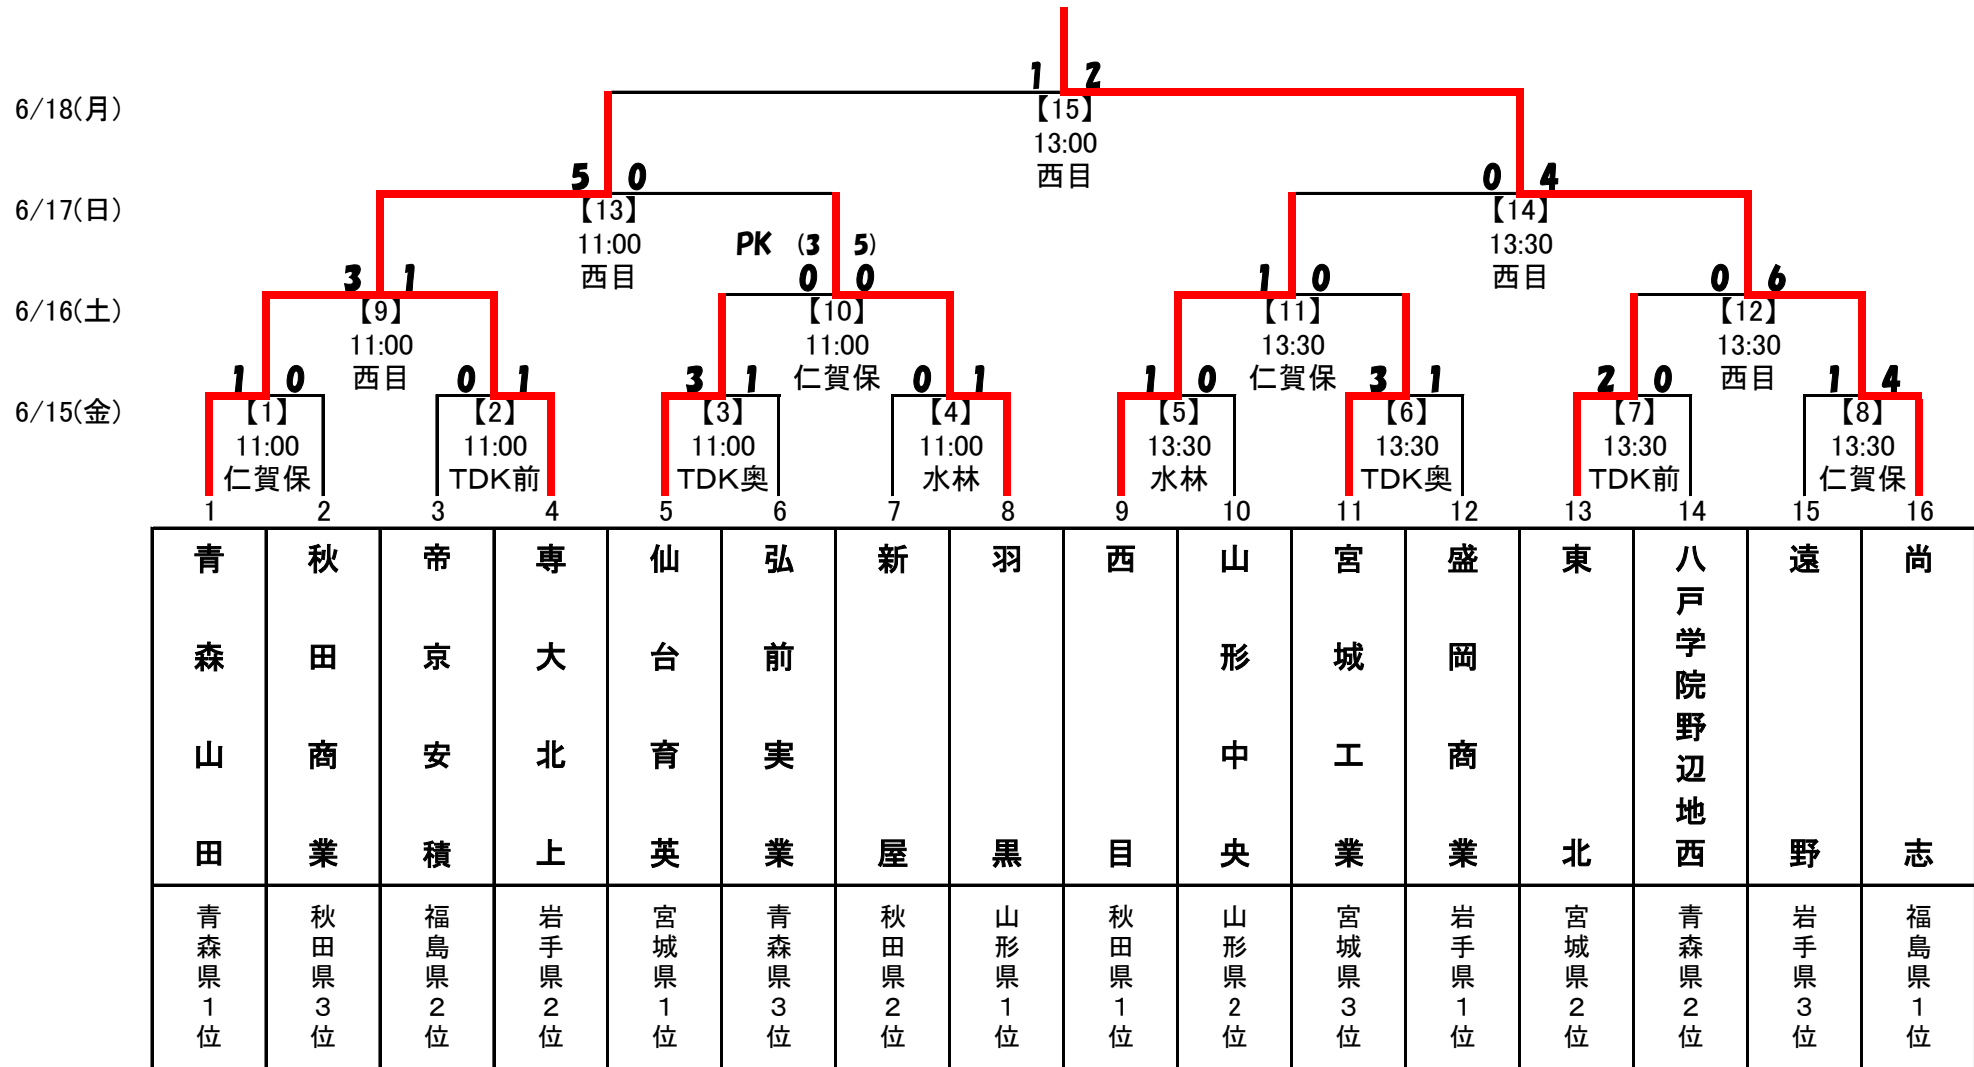 1 2
6/18(月)
【15】
13:00
西目
5 0
0 4
6/17(日)
【13】
11:00
西目
【14】
13:30
西目
PK (3 5)
3 1
0 0
1 0
0 6
6/16(土)
【9】
11:00
西目
【10】
11:00
仁賀保
【11】
13:30
仁賀保
【12】
13:30
西目
1 0
0 1
3 1
0 1
1 0
3 1
2 0
1 4
6/15(金)
【1】
11:00
仁賀保
【2】
11:00
TDK前
【3】
11:00
TDK奥
【4】
11:00
水林
【5】
13:30
水林
【6】
13:30
TDK奥
【7】
13:30
TDK前
【8】
13:30
仁賀保
1 2 3 4 5 6 7 8 9 10 11 12 13 14 15 16
青森山田
秋田商業
帝京安積
専大北上
仙台育英
弘前実業
新屋
羽黒
西目
山形中央
宮城工業
盛岡商業
東北
八戸学院野辺地西
遠野
尚志
青森県1位
秋田県3位
福島県2位
岩手県2位
宮城県1位
青森県3位
秋田県2位
山形県1位
秋田県1位
山形県2位
宮城県3位
岩手県1位
宮城県2位
青森県2位
岩手県3位
福島県1位